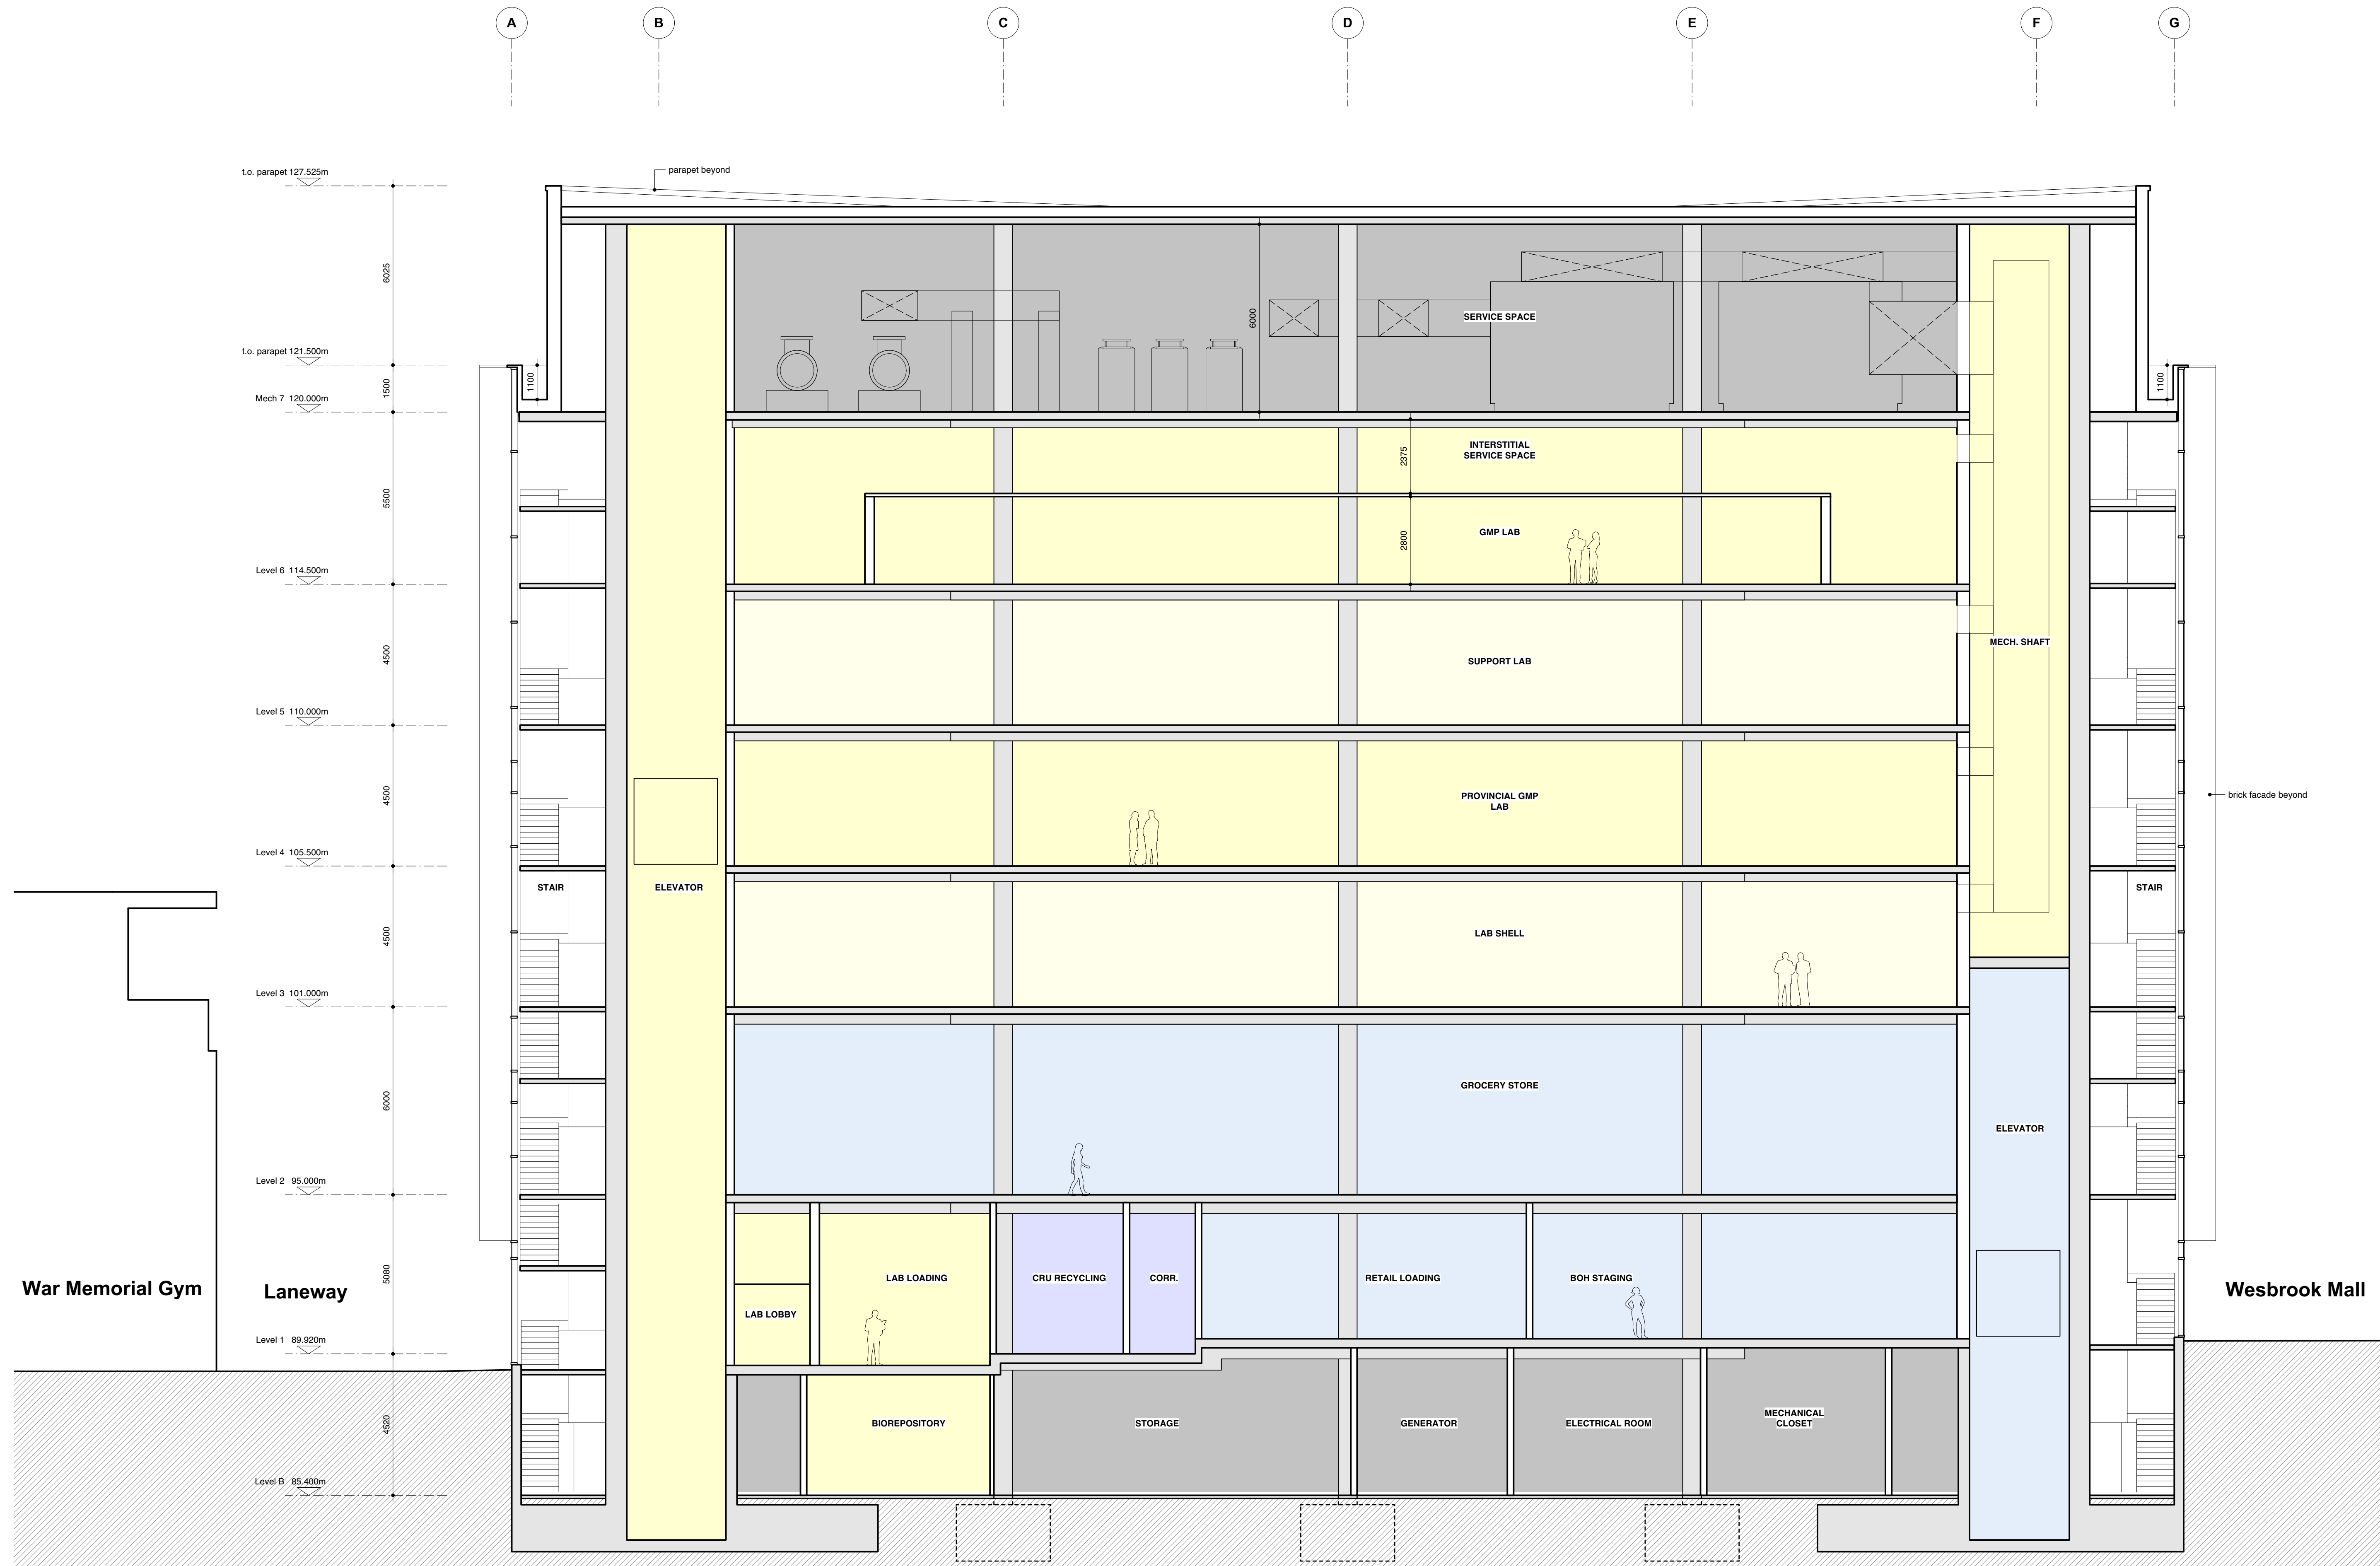 A B C D E F G
parapet beyond
t.o. parapet 127.525m
6025
6000
SERVICE SPACE
t.o. parapet 121.500m
1100
1100
1500
Mech 7 120.000m
INTERSTITIAL
SERVICE SPACE
2375
5500
GMP LAB
2800
Level 6 114.500m
MECH. SHAFT
4500
SUPPORT LAB
Level 5 110.000m
4500
PROVINCIAL GMP
LAB
brick facade beyond
Level 4 105.500m
STAIR
ELEVATOR
STAIR
4500
LAB SHELL
Level 3 101.000m
GROCERY STORE
6000
ELEVATOR
Level 2 95.000m
5080
LAB LOADING
CRU RECYCLING
CORR.
RETAIL LOADING
BOH STAGING
War Memorial Gym
Laneway
Wesbrook Mall
LAB LOBBY
Level 1 89.920m
4520
BIOREPOSITORY
STORAGE
GENERATOR
ELECTRICAL ROOM
MECHANICAL
CLOSET
Level B 85.400m